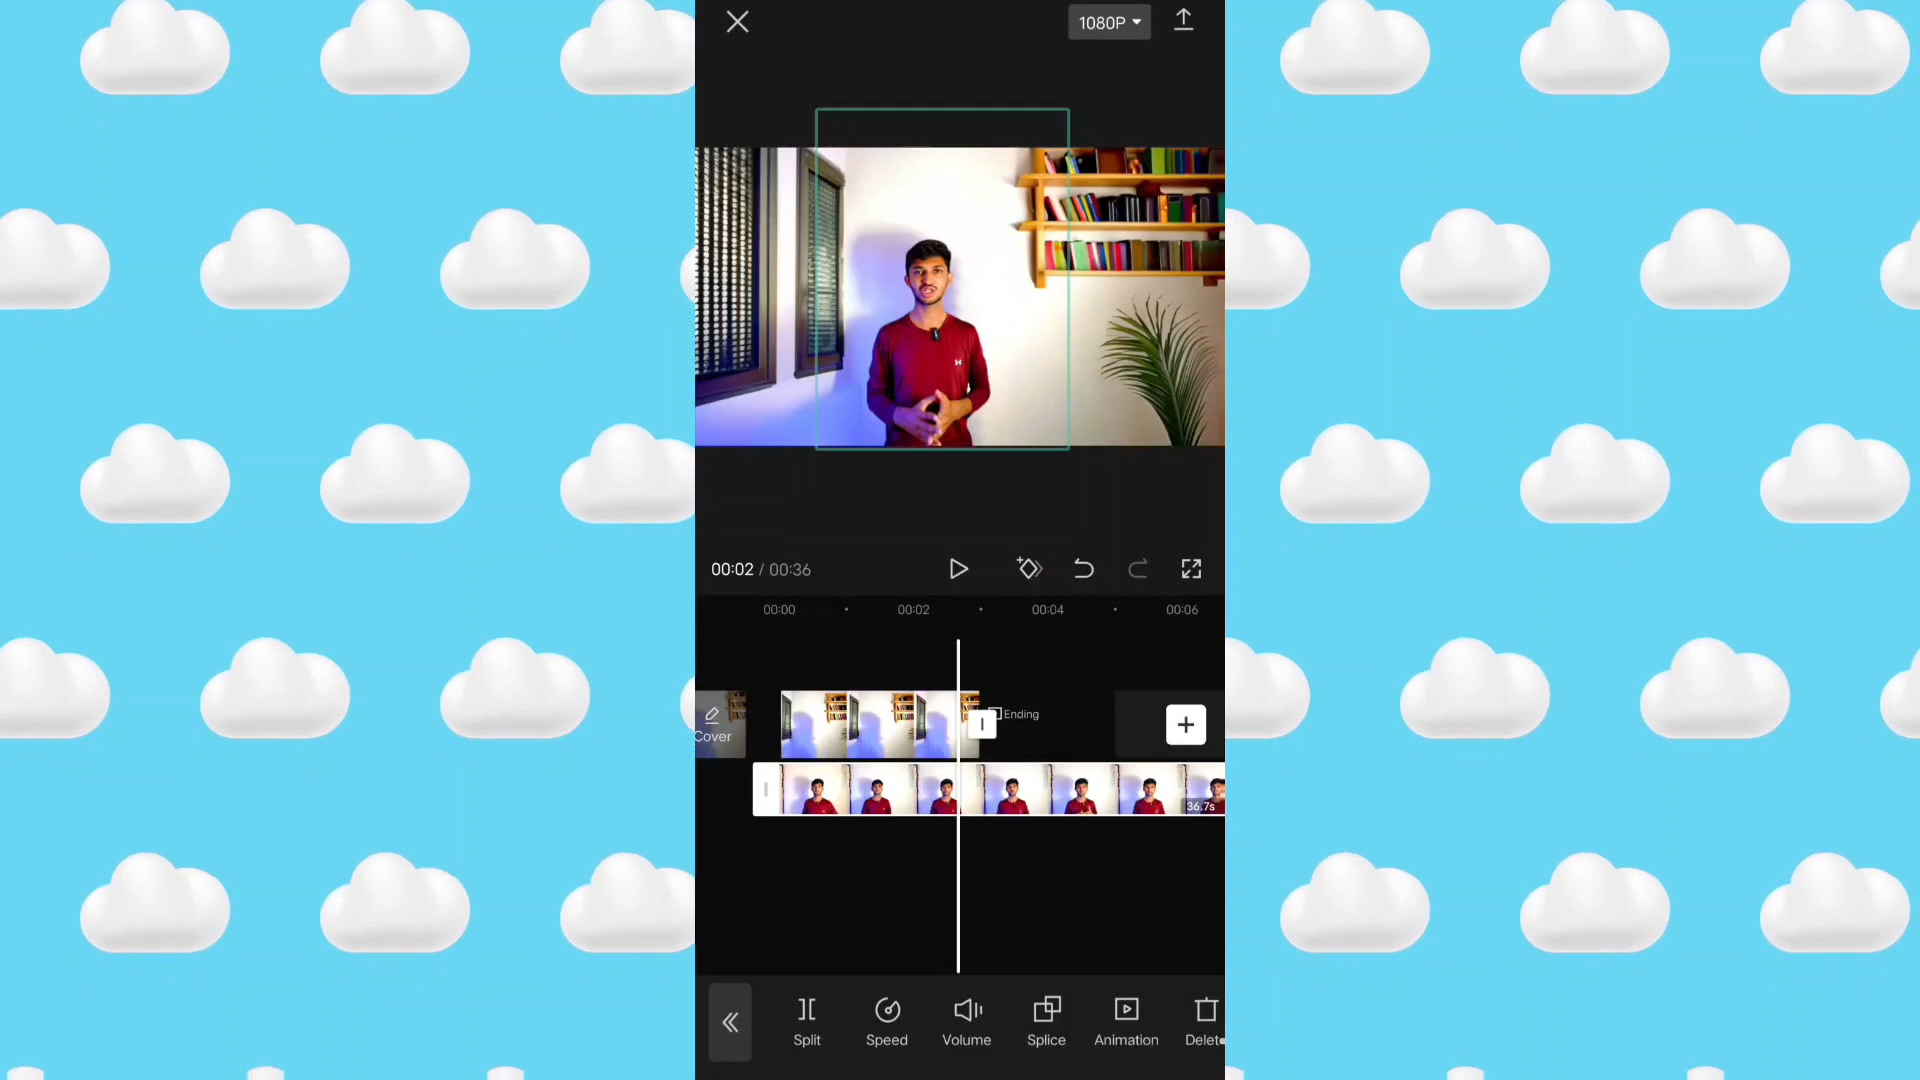 1080P
00:02 / 00:36
00:00 00:02 00:04 00:06
Ending
Cover
36.7s
Split Speed Volume Splice Animation Delet